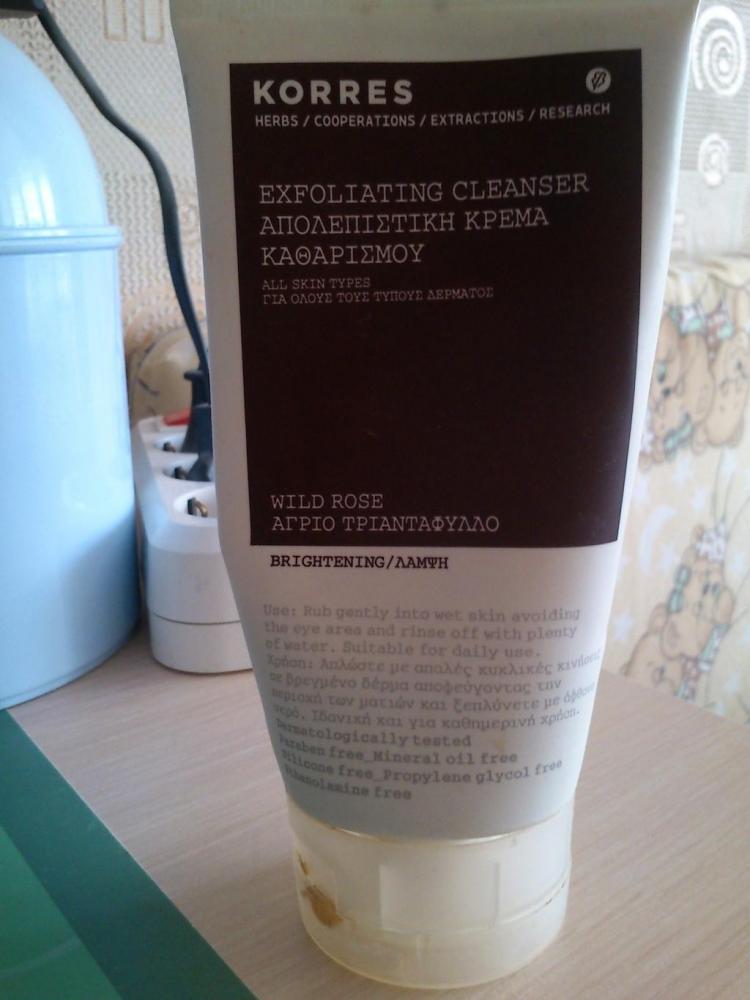 KORRES
HERBS / COOPERATIONS / EXTRACTIONS / RESEARCH
EXFOLIATING CLEANSER
ΑΠΟΛΕΠΙΣΤΙΚΗ ΚΡΕΜΑ
ΚΑΘΑΡΙΣΜΟΥ
ALL SKIN TYPES
ΓΙΑ ΟΛΟΥΣ ΤΟΥΣ ΤΥΠΟΥΣ ΔΕΡΜΑΤΟΣ
WILD ROSE
ΑΓΡΙΟ ΤΡΙΑΝΤΑΦΥΛΛΟ
BRIGHTENING/ΛΑΜΨΗ
Use: Rub gently into wet skin avoiding
the eye area and rinse off with plenty
of water. Suitable for daily use.
Χρήση: Απλώστε με απαλές κυκλικές κινήσεις
σε βρεγμένο δέρμα αποφεύγοντας την
περιοχή των ματιών και ξεπλύνετε με άφθονο
νερό. Ιδανική και για καθημερινή χρήση.
Dermatologically tested
Paraben free_Mineral oil free
Silicone free_Propylene glycol free
Ethanolamine free